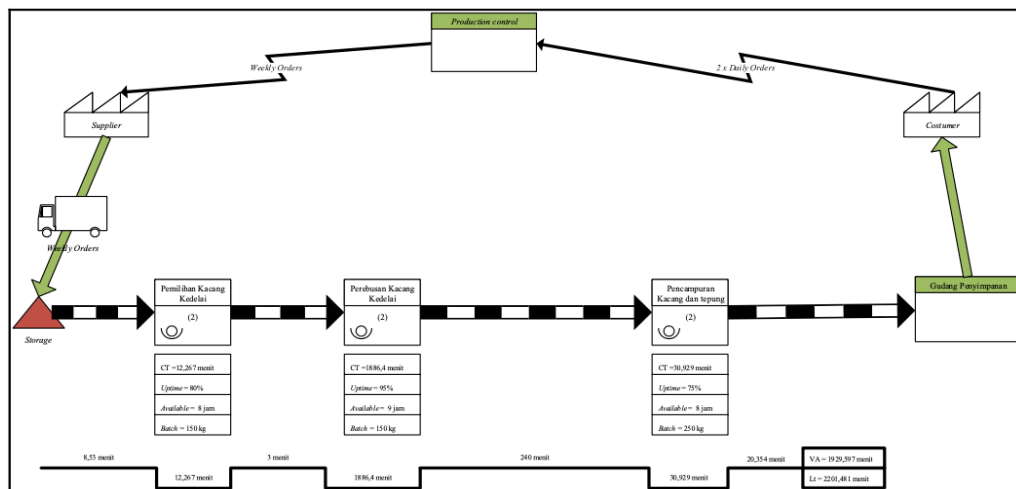 Production control
Weekly Orders
2 x Daily Orders
Supplier
Costumer
Weekly Orders
Storage
Pemilihan Kacang
Kedelai
(2)
Perebusan Kacang
Kedelai
(2)
Pencampuran
Kacang dan tepung
(2)
Gudang Penyimpanan
CT =12,267 menit
Uptime = 80%
Available = 8 jam
Batch = 150 kg
CT =1886,4 menit
Uptime = 95%
Available = 9 jam
Batch = 150 kg
CT =30,929 menit
Uptime = 75%
Available = 8 jam
Batch = 250 kg
8,53 menit
12,267 menit
3 menit
1886,4 menit
240 menit
30,929 menit
20,354 menit
VA = 1929,597 menit
Lt = 2201,481 menit